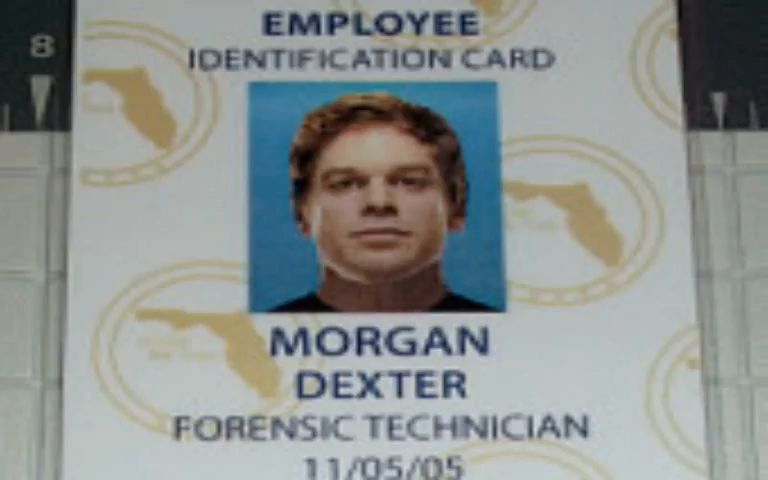 8
EMPLOYEE
IDENTIFICATION CARD
MORGAN
DEXTER
FORENSIC TECHNICIAN
11/05/05